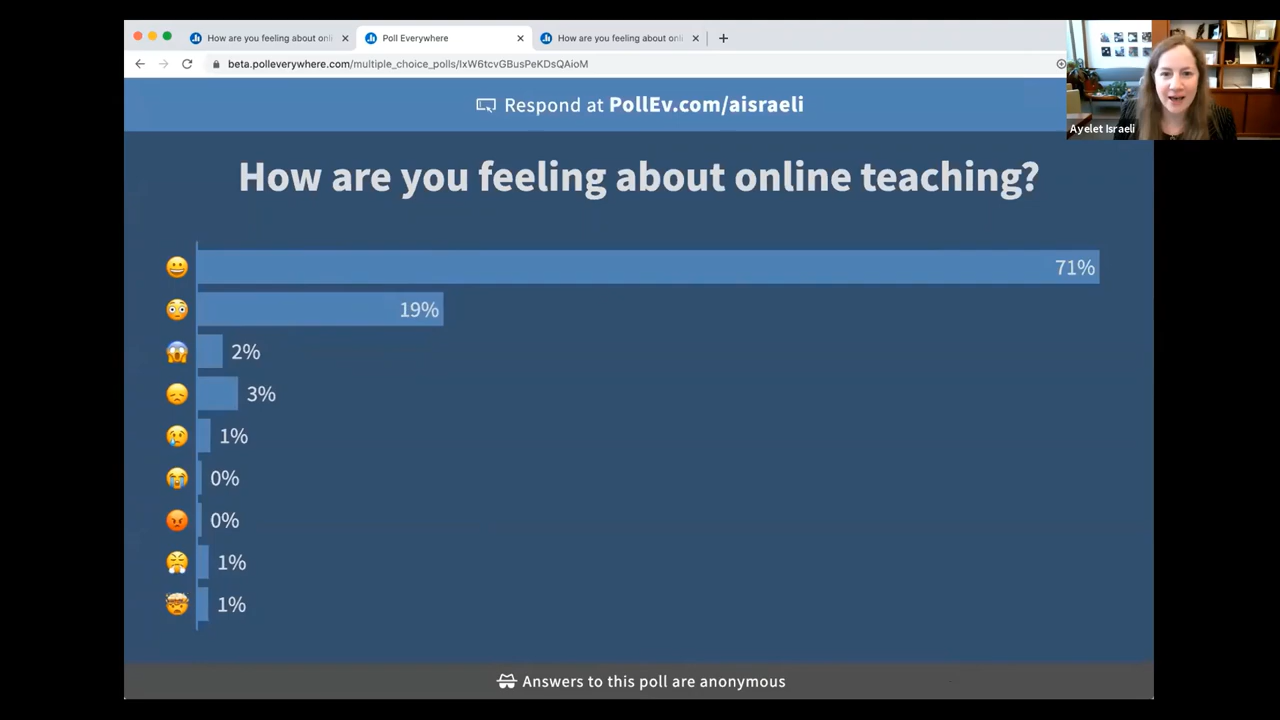 How are you feeling about onli
Poll Everywhere
How are you feeling about onli
beta.polleverywhere.com/multiple_choice_polls/IxW6tcvGBusPeKDsQAioM
Respond at PollEv.com/aisraeli
Ayelet Israeli
How are you feeling about online teaching?
71%
19%
2%
3%
1%
0%
0%
1%
1%
Answers to this poll are anonymous